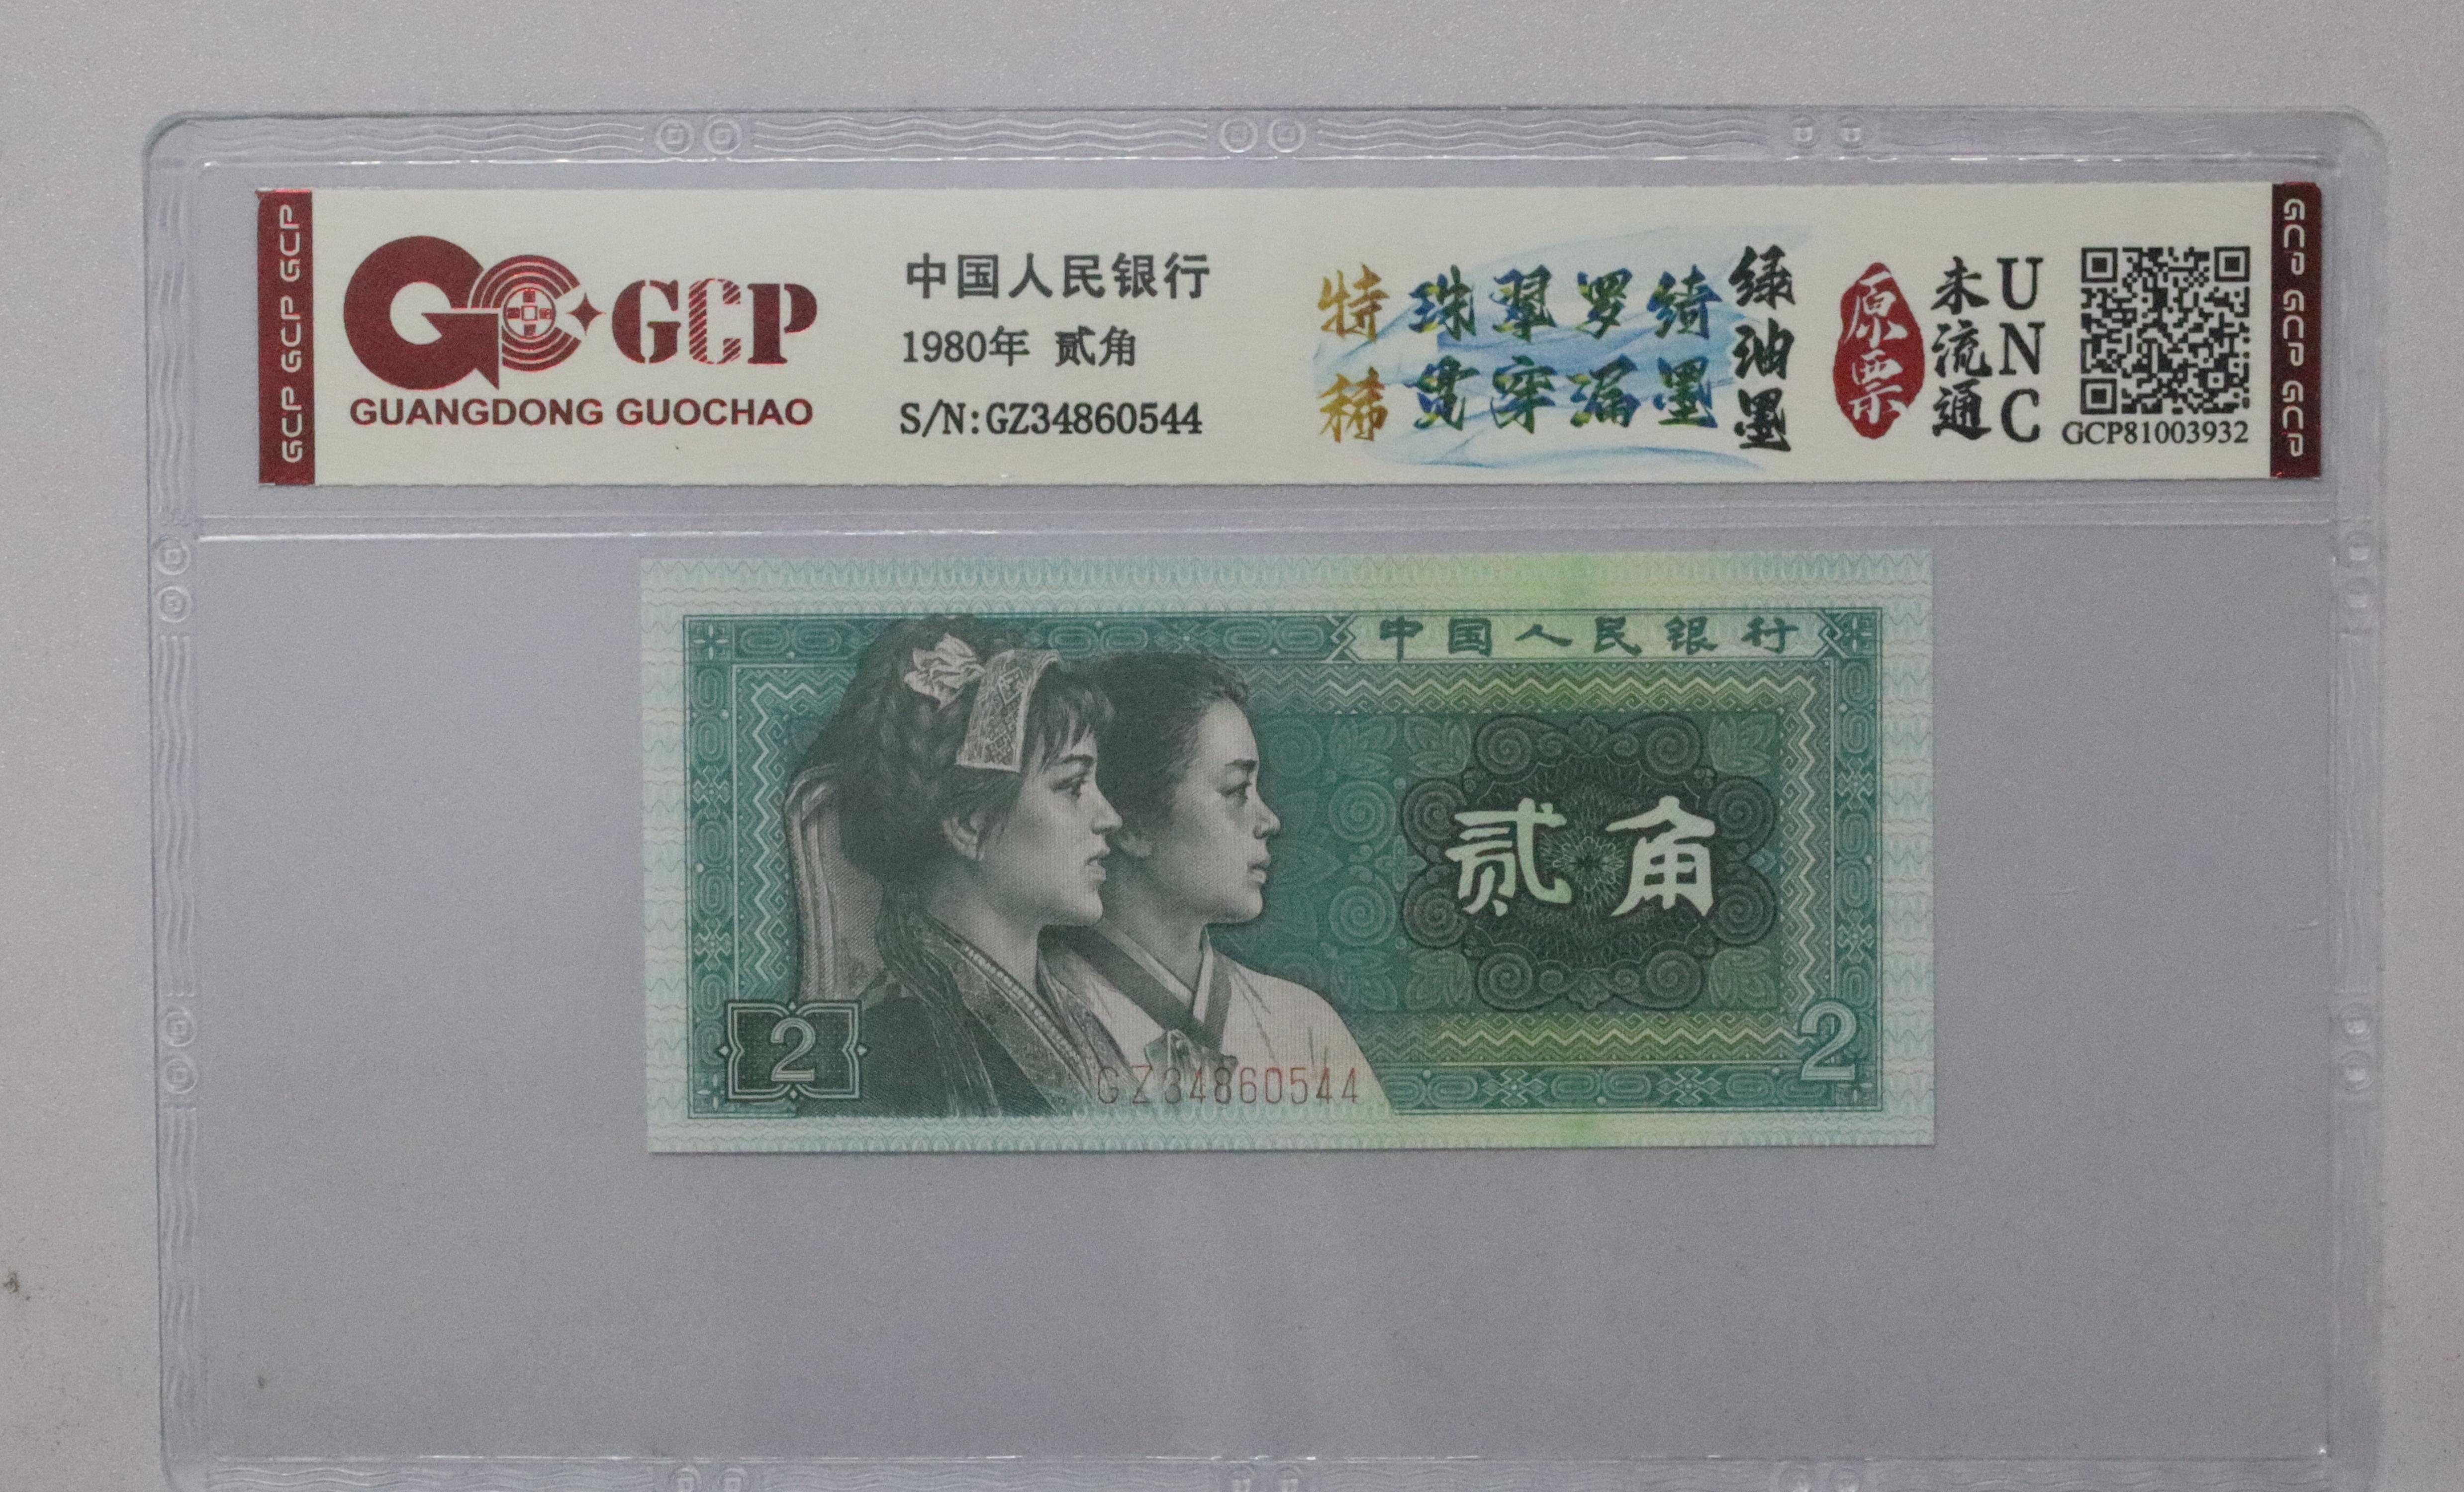 GCP GCP GCP
GCP
GUANGDONG GUOCHAO
中国人民银行
1980年 贰角
S/N:GZ34860544
特稀
珠翠罗绮
贯穿漏墨
绿油墨
原票
未流通
UNC
GCP81003932
GCP GCP GCP
中国人民银行
贰角
2
GZ34860544
2